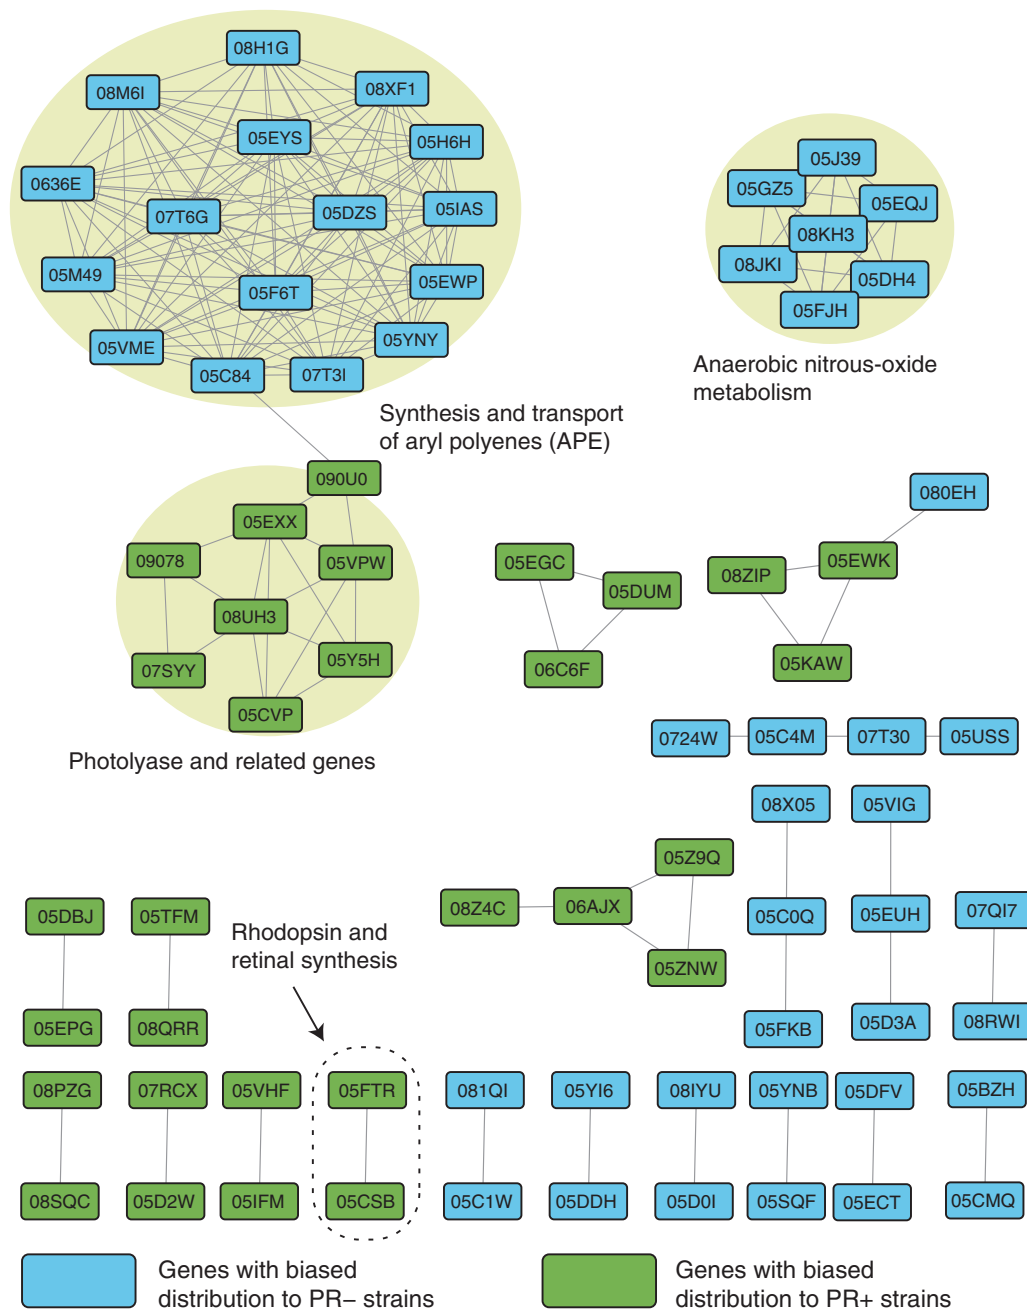 08H1G
08M6I
08XF1
05EYS
05H6H
0636E
07T6G
05DZS
05IAS
05M49
05F6T
05EWP
05VME
05YNY
05C84
07T3I
Synthesis and transport
of aryl polyenes (APE)
05J39
05GZ5
05EQJ
08KH3
08JKI
05DH4
05FJH
Anaerobic nitrous-oxide
metabolism
090U0
05EXX
09078
05VPW
08UH3
07SYY
05Y5H
05CVP
Photolyase and related genes
05EGC
05DUM
06C6F
080EH
08ZIP
05EWK
05KAW
0724W
05C4M
07T30
05USS
08X05
05VIG
05Z9Q
08Z4C
06AJX
05ZNW
05C0Q
05EUH
07QI7
05FKB
05D3A
08RWI
05DBJ
05TFM
Rhodopsin and
retinal synthesis
05EPG
08QRR
08PZG
07RCX
05VHF
05FTR
081QI
05YI6
08IYU
05YNB
05DFV
05BZH
08SQC
05D2W
05IFM
05CSB
05C1W
05DDH
05D0I
05SQF
05ECT
05CMQ
Genes with biased
distribution to PR− strains
Genes with biased
distribution to PR+ strains